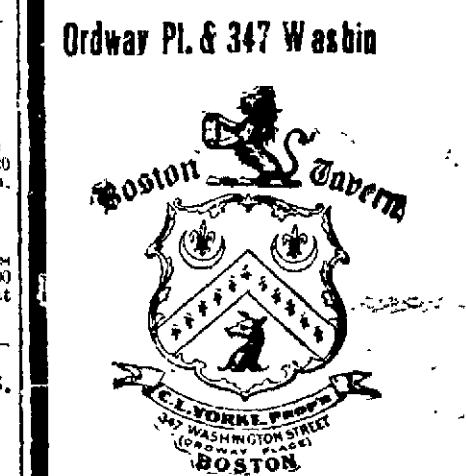 Ordway Pl. & 347 Washin
Boston Tavern
C. L. YORKE, PROP'R
347 WASHINGTON STREET
(ORDWAY PLACE)
BOSTON